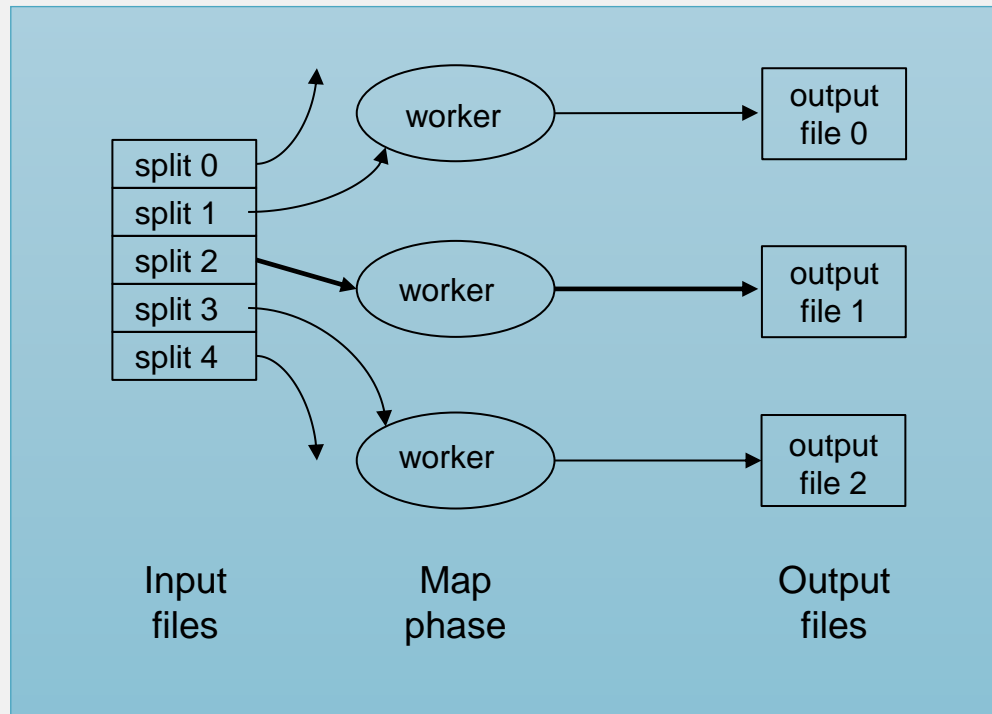 split 0
split 1
split 2
split 3
split 4
worker
worker
worker
output
file 0
output
file 1
output
file 2
Input
files
Map
phase
Output
files